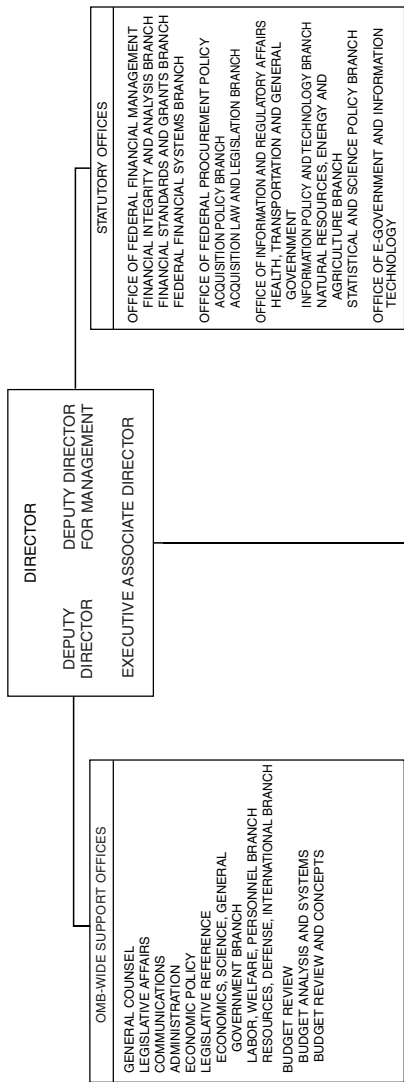 DIRECTOR
DEPUTY
DIRECTOR
DEPUTY DIRECTOR
FOR MANAGEMENT
EXECUTIVE ASSOCIATE DIRECTOR
OMB-WIDE SUPPORT OFFICES
GENERAL COUNSEL
LEGISLATIVE AFFAIRS
COMMUNICATIONS
ADMINISTRATION
ECONOMIC POLICY
LEGISLATIVE REFERENCE
ECONOMICS, SCIENCE, GENERAL
GOVERNMENT BRANCH
LABOR, WELFARE, PERSONNEL BRANCH
RESOURCES, DEFENSE, INTERNATIONAL BRANCH
BUDGET REVIEW
BUDGET ANALYSIS AND SYSTEMS
BUDGET REVIEW AND CONCEPTS
STATUTORY OFFICES
OFFICE OF FEDERAL FINANCIAL MANAGEMENT
FINANCIAL INTEGRITY AND ANALYSIS BRANCH
FINANCIAL STANDARDS AND GRANTS BRANCH
FEDERAL FINANCIAL SYSTEMS BRANCH
OFFICE OF FEDERAL PROCUREMENT POLICY
ACQUISITION POLICY BRANCH
ACQUISITION LAW AND LEGISLATION BRANCH
OFFICE OF INFORMATION AND REGULATORY AFFAIRS
HEALTH, TRANSPORTATION AND GENERAL
GOVERNMENT
INFORMATION POLICY AND TECHNOLOGY BRANCH
NATURAL RESOURCES, ENERGY AND
AGRICULTURE BRANCH
STATISTICAL AND SCIENCE POLICY BRANCH
OFFICE OF E-GOVERNMENT AND INFORMATION
TECHNOLOGY